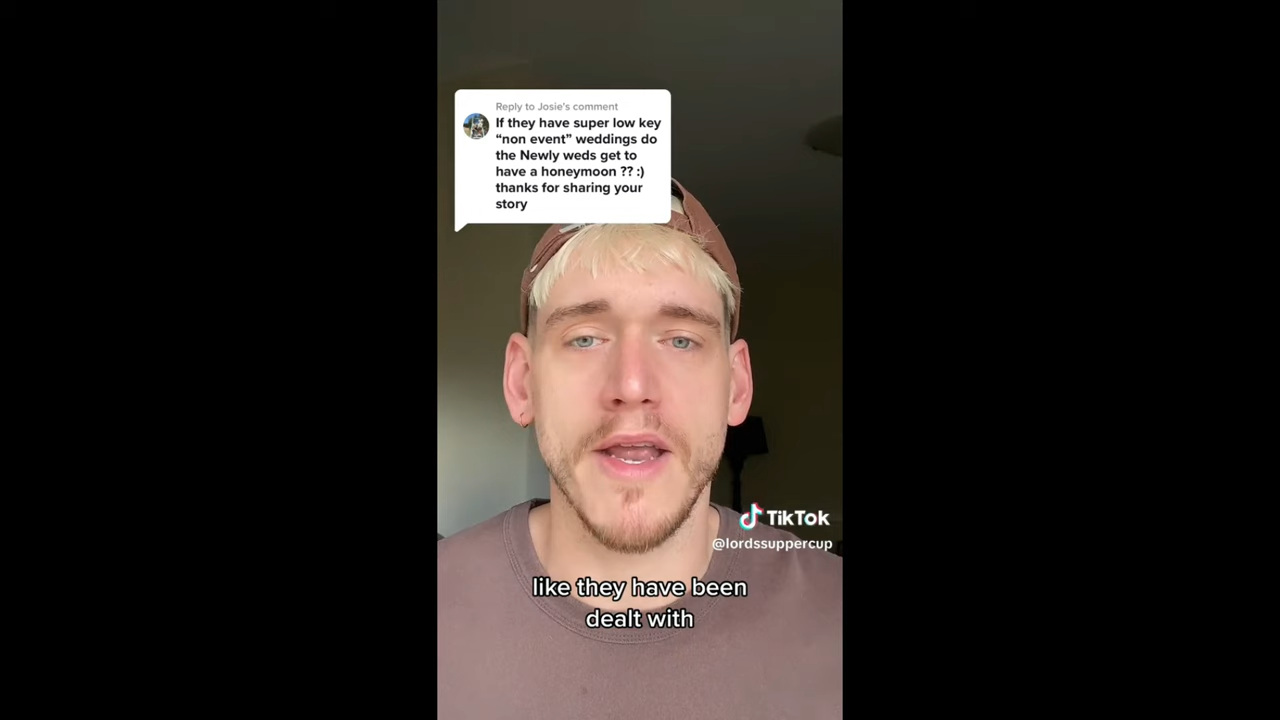 Reply to Josie's comment
If they have super low key
“non event” weddings do
the Newly weds get to
have a honeymoon ?? :)
thanks for sharing your
story
TikTok
@lordssuppercup
like they have been
dealt with